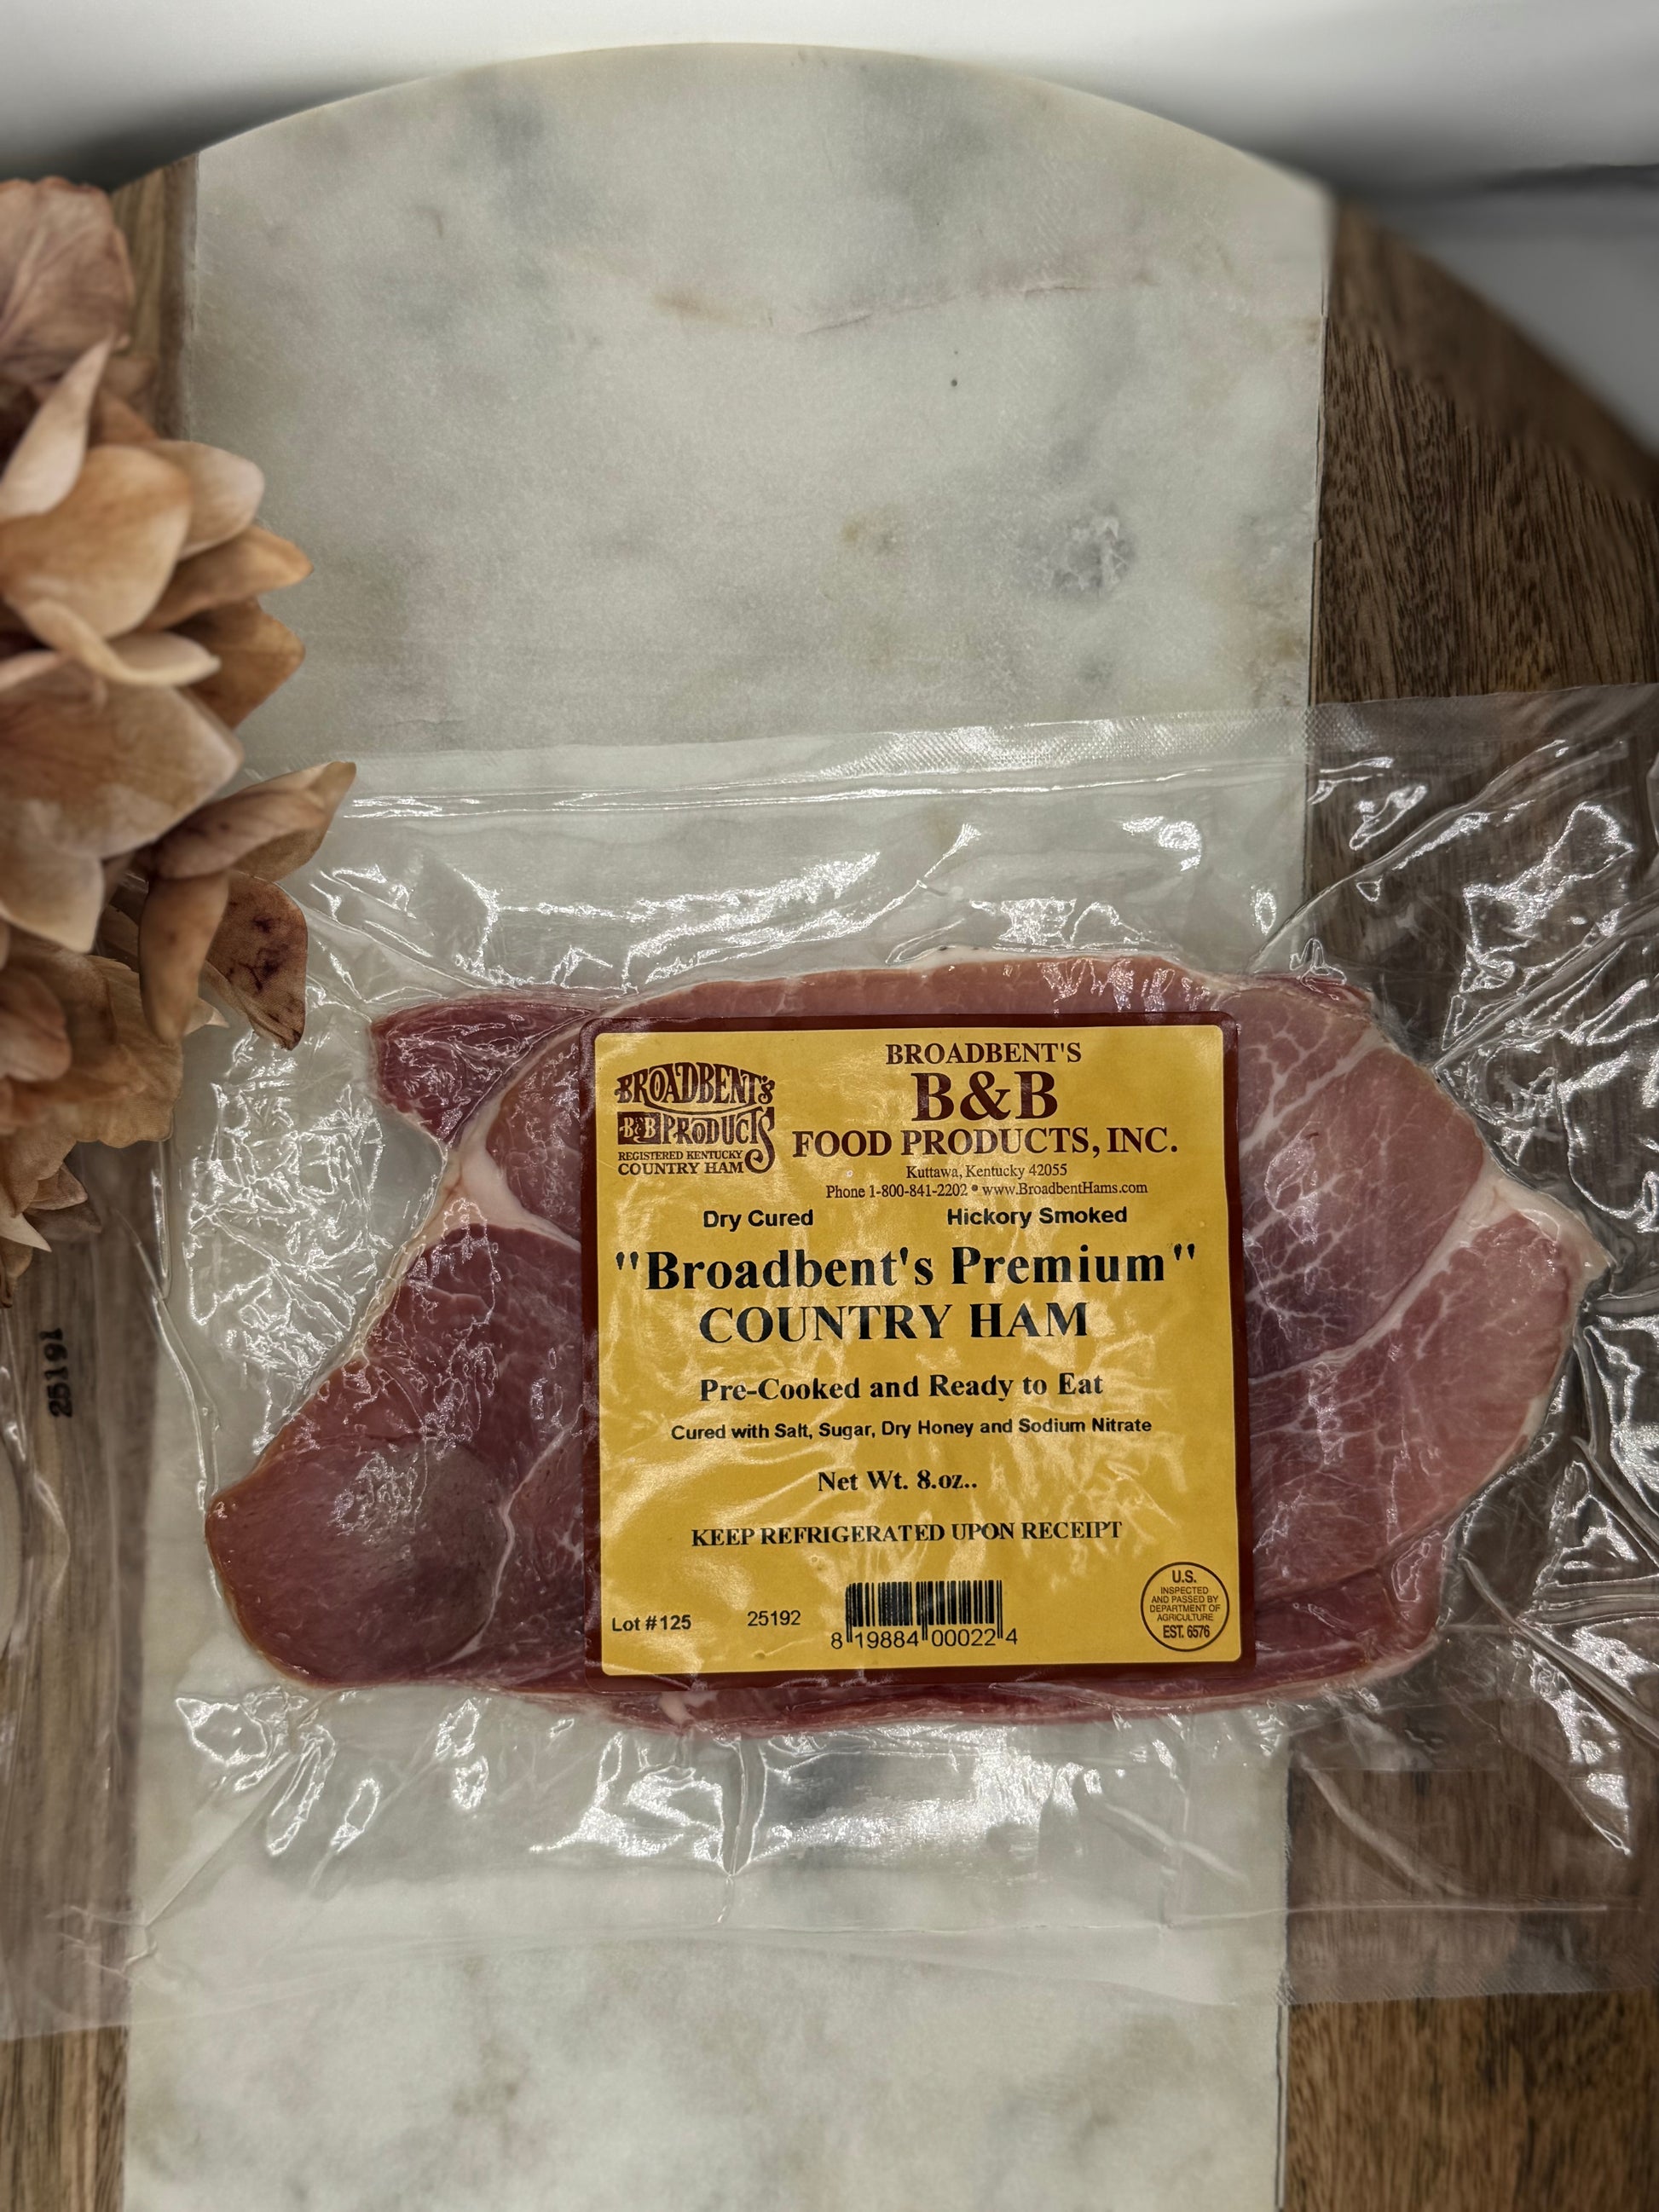 BROADBENT'S
B&B PRODUCTS
REGISTERED KENTUCKY
COUNTRY HAM
BROADBENT'S
B&B
FOOD PRODUCTS, INC.
Kuttawa, Kentucky 42055
Phone 1-800-841-2202 • www.BroadbentHams.com
Dry Cured Hickory Smoked
"Broadbent's Premium"
COUNTRY HAM
Pre-Cooked and Ready to Eat
Cured with Salt, Sugar, Dry Honey and Sodium Nitrate
Net Wt. 8.oz..
KEEP REFRIGERATED UPON RECEIPT
Lot #125 25192
8 19884 00022 4
U.S.
INSPECTED
AND PASSED BY
DEPARTMENT OF
AGRICULTURE
EST. 6576
25191